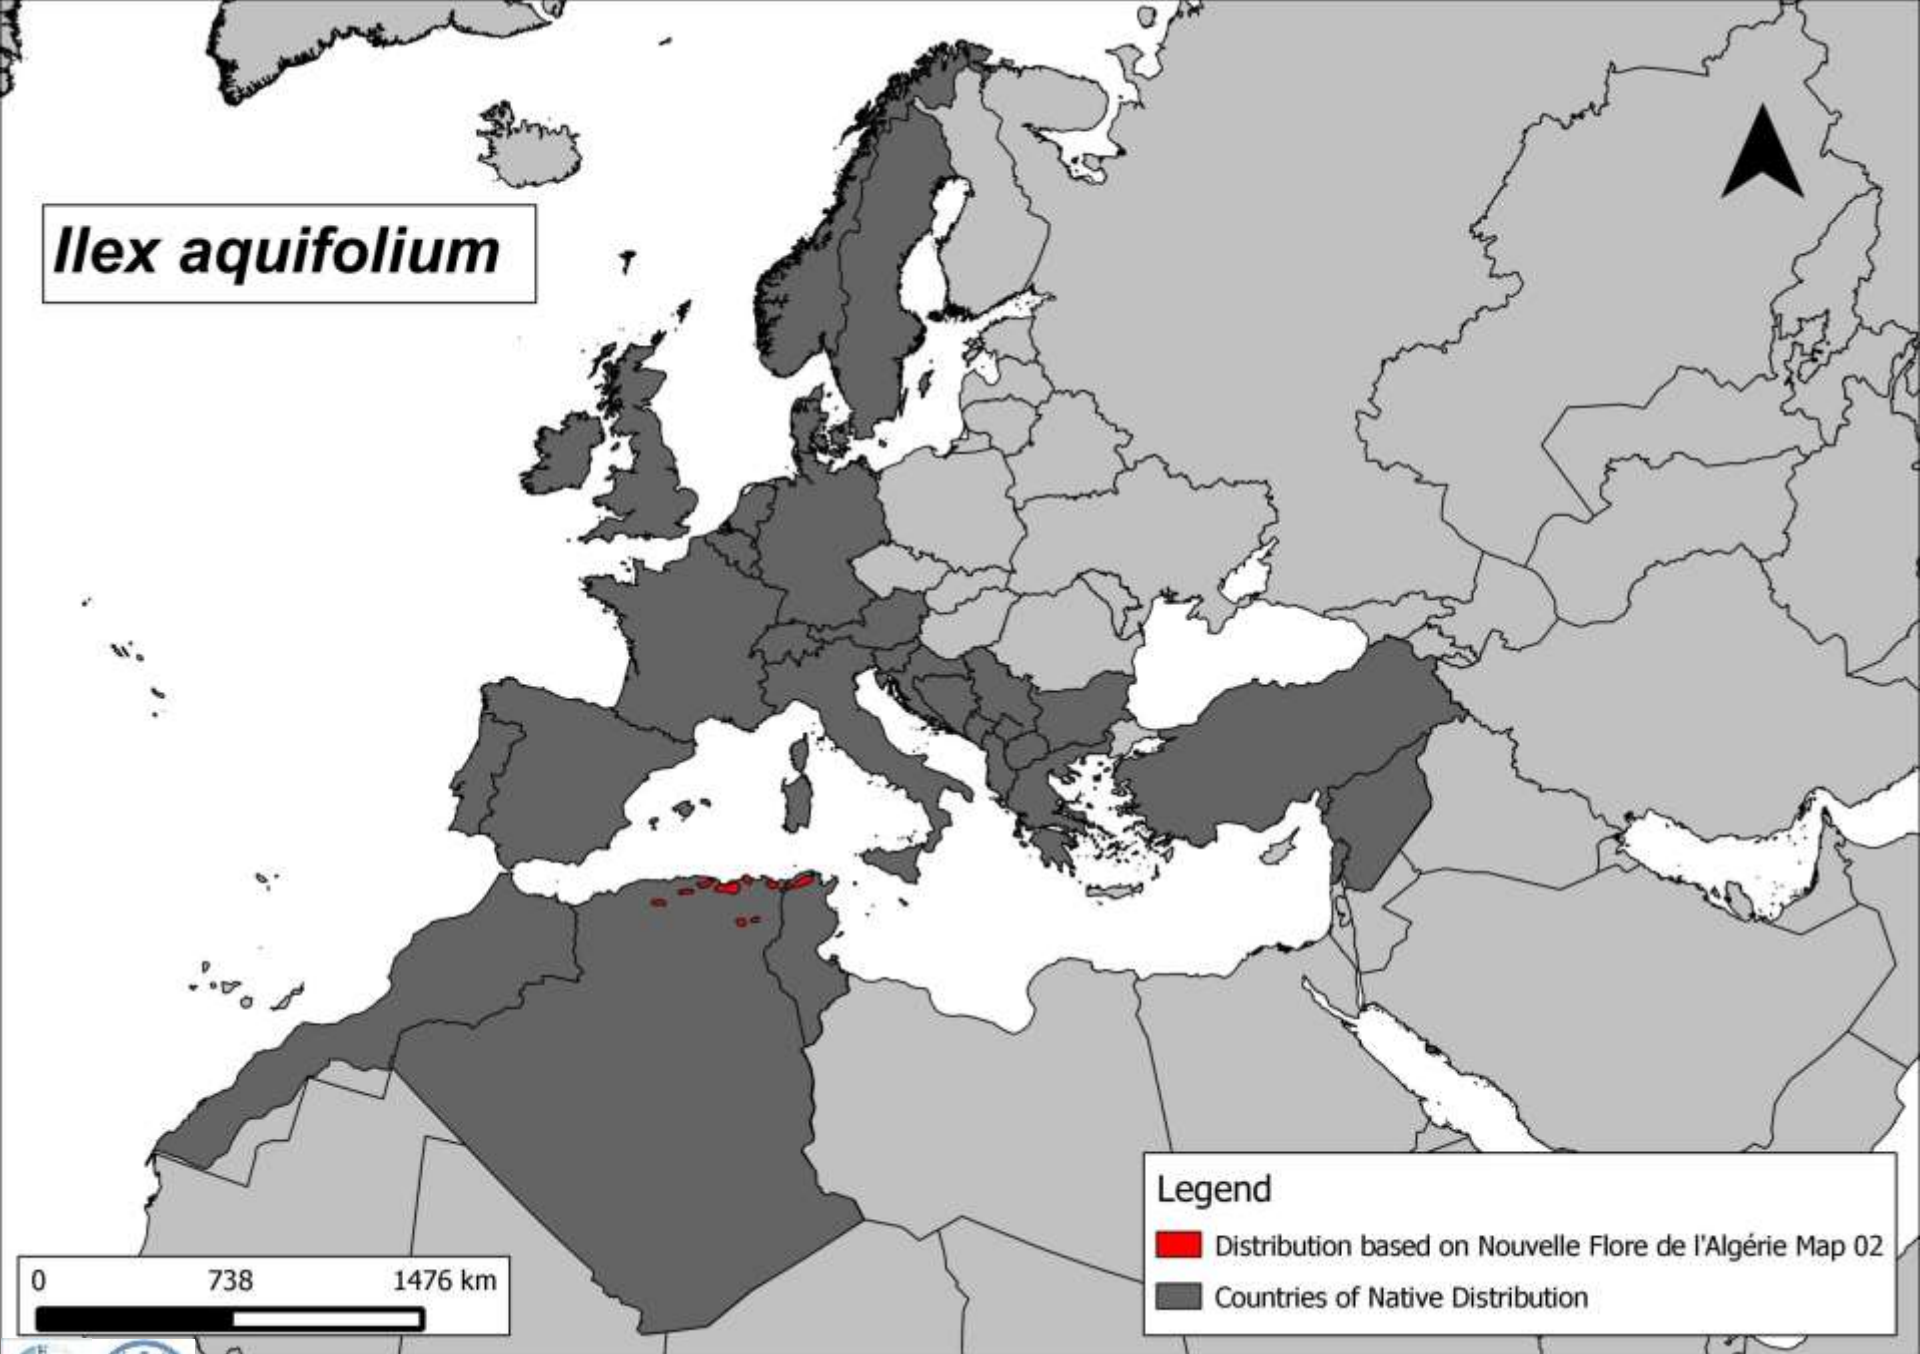 Ilex aquifolium
Legend
Distribution based on Nouvelle Flore de l'Algérie Map 02
Countries of Native Distribution
0 738 1476 km